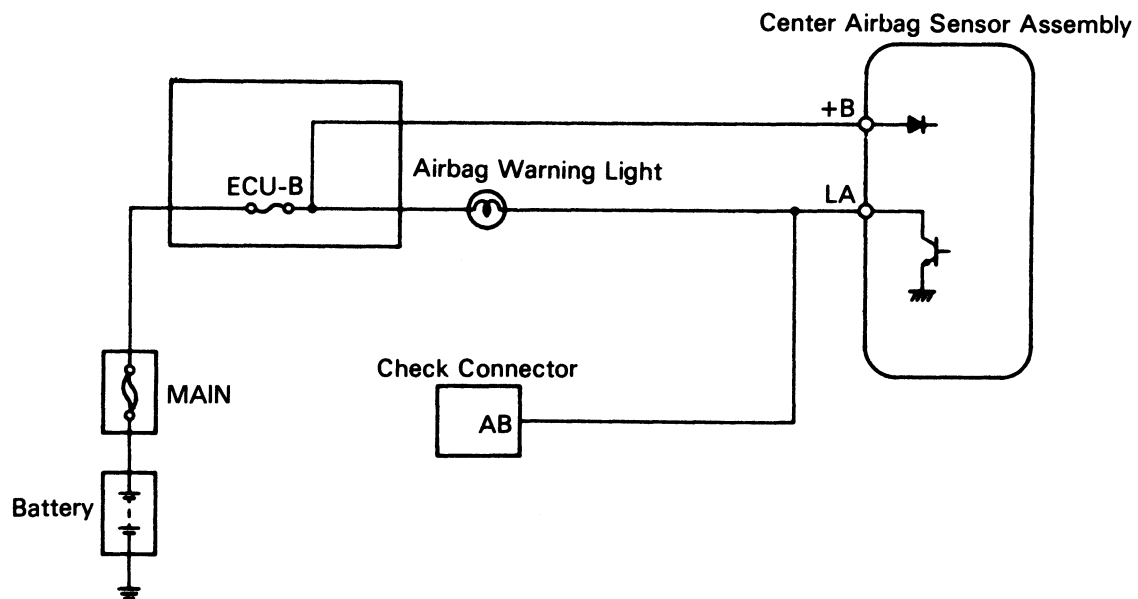 Center Airbag Sensor Assembly
+B
Airbag Warning Light
ECU-B
LA
Check Connector
MAIN
AB
Battery